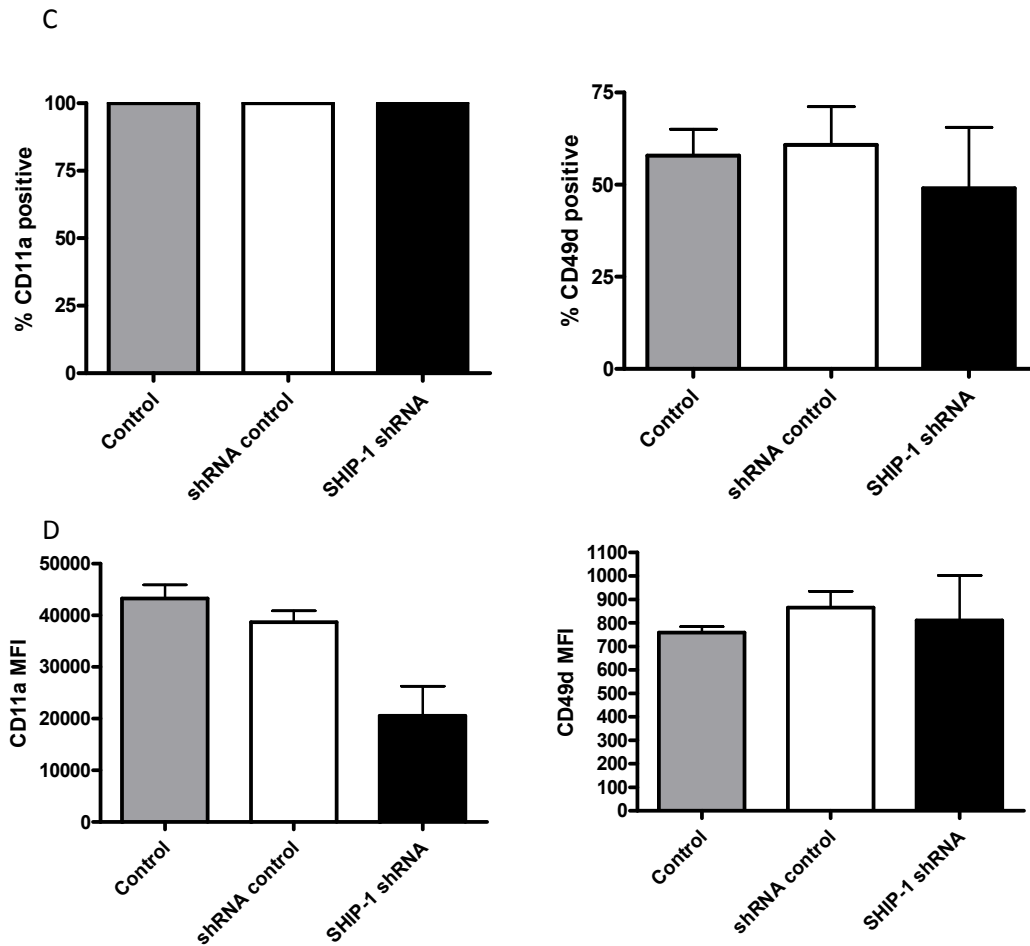 C
% CD11a positive
100
75
50
25
0
Control
shRNA control
SHIP-1 shRNA
% CD49d positive
75
50
25
0
Control
shRNA control
SHIP-1 shRNA
D
CD11a MFI
50000
40000
30000
20000
10000
0
Control
shRNA control
SHIP-1 shRNA
CD49d MFI
1100
1000
900
800
700
600
500
400
300
200
100
0
Control
shRNA control
SHIP-1 shRNA